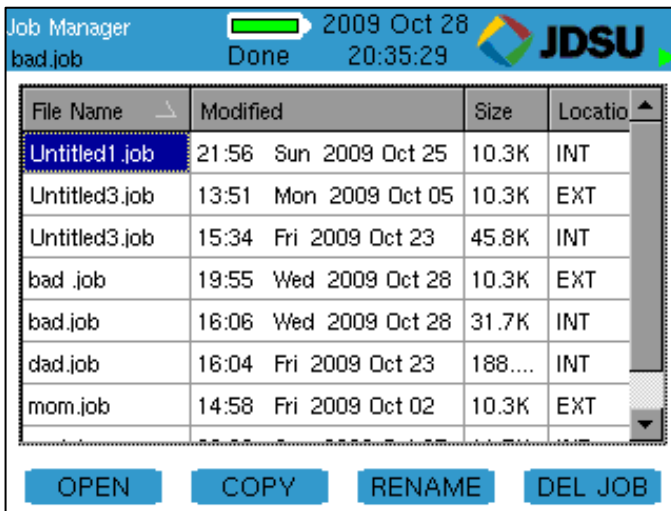 Job Manager 2009 Oct 28 JDSU
bad.job Done 20:35:29
File Name Modified Size Locatio
Untitled1.job 21:56 Sun 2009 Oct 25 10.3K INT
Untitled3.job 13:51 Mon 2009 Oct 05 10.3K EXT
Untitled3.job 15:34 Fri 2009 Oct 23 45.8K INT
bad .job 19:55 Wed 2009 Oct 28 10.3K EXT
bad.job 16:06 Wed 2009 Oct 28 31.7K INT
dad.job 16:04 Fri 2009 Oct 23 188.... INT
mom.job 14:58 Fri 2009 Oct 02 10.3K EXT
OPEN COPY RENAME DEL JOB